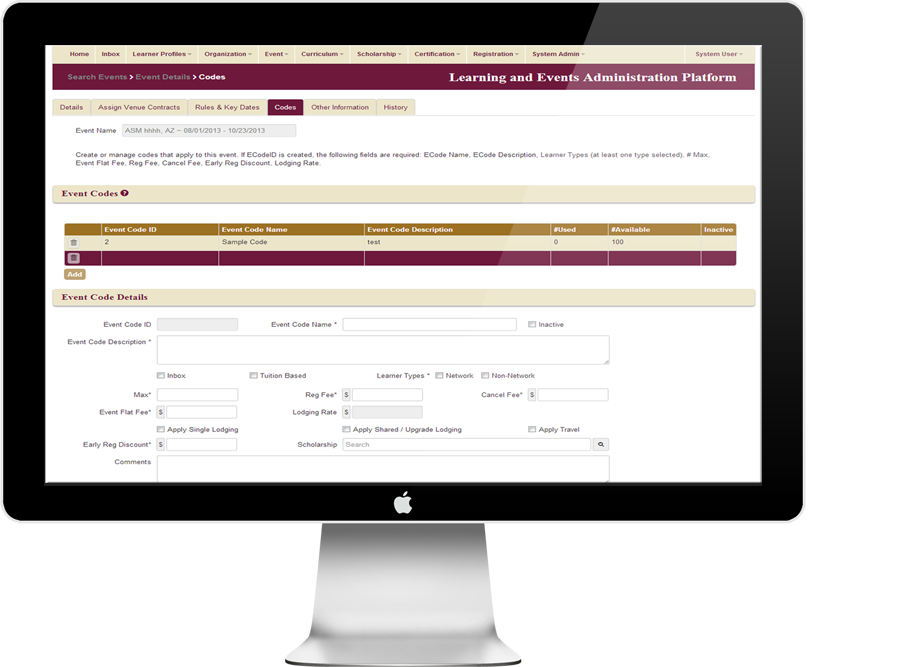 Home Inbox Learner Profiles Organization Event Curriculum Scholarship Certification Registration System Admin System User
Search Events > Event Details > Codes Learning and Events Administration Platform
Details Assign Venue Contracts Rules & Key Dates Codes Other Information History
Event Name ASM hhhh, AZ ~ 08/01/2013 - 10/23/2013
Create or manage codes that apply to this event. If ECodeID is created, the following fields are required: ECode Name, ECode Description, Learner Types (at least one type selected), # Max,
Event Flat Fee, Reg Fee, Cancel Fee, Early Reg Discount, Lodging Rate.
Event Codes ?
Event Code ID Event Code Name Event Code Description #Used #Available Inactive
2 Sample Code test 0 100
Add
Event Code Details
Event Code ID Event Code Name * Inactive
Event Code Description *
Inbox Tuition Based Learner Types * Network Non-Network
Max* Reg Fee* $ Cancel Fee* $
Event Flat Fee* $ Lodging Rate $
Apply Single Lodging Apply Shared / Upgrade Lodging Apply Travel
Early Reg Discount* $ Scholarship Search
Comments